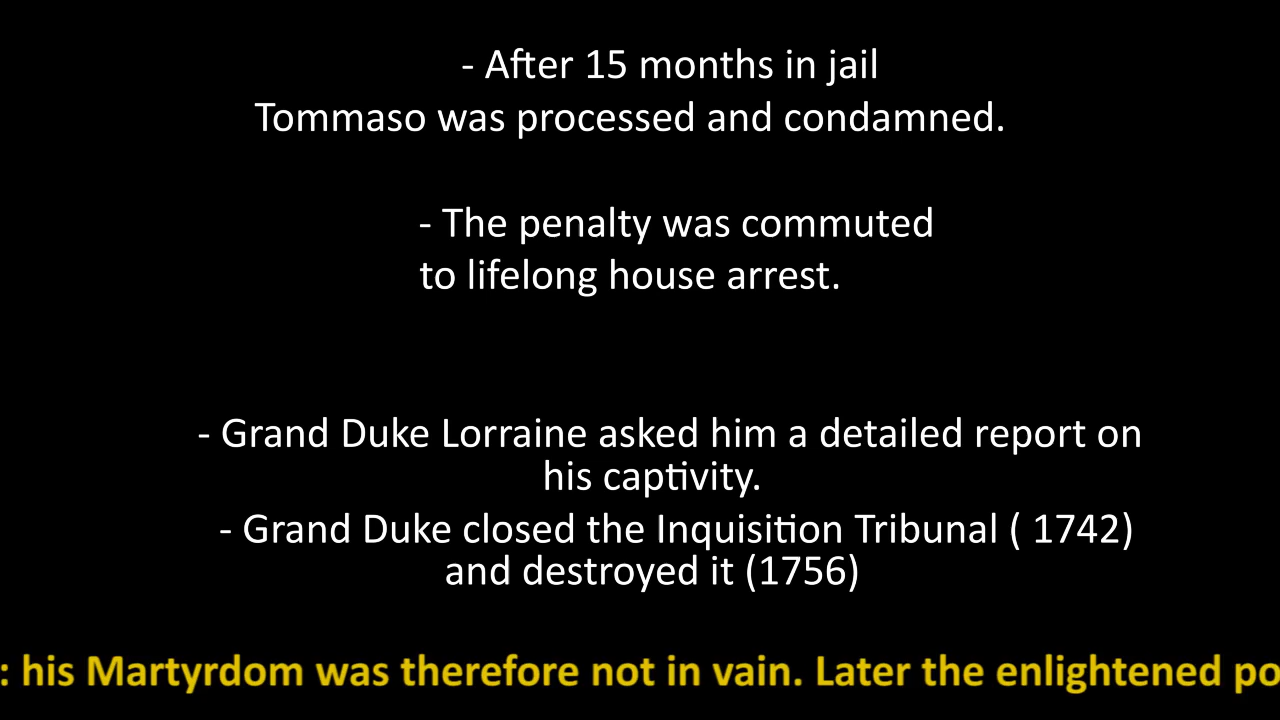 - After 15 months in jail
Tommaso was processed and condamned.
- The penalty was commuted
to lifelong house arrest.
- Grand Duke Lorraine asked him a detailed report on
his captivity.
- Grand Duke closed the Inquisition Tribunal ( 1742)
and destroyed it (1756)
: his Martyrdom was therefore not in vain. Later the enlightened